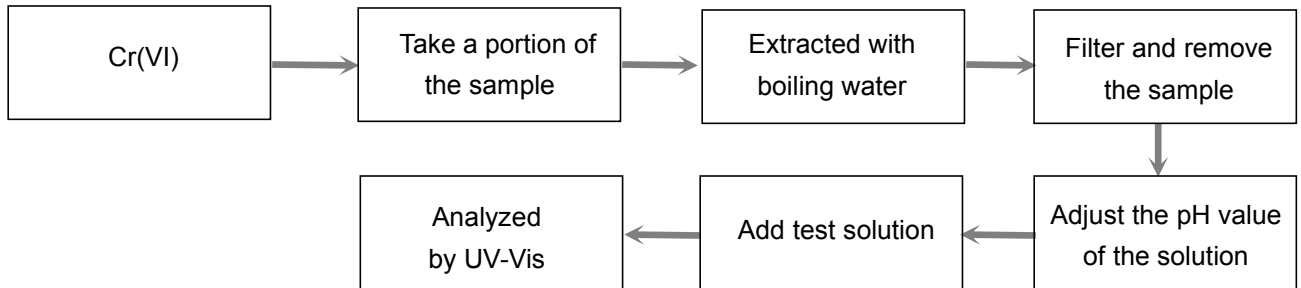 Cr(VI)
Take a portion of
the sample
Extracted with
boiling water
Filter and remove
the sample
Adjust the pH value
of the solution
Add test solution
Analyzed
by UV-Vis